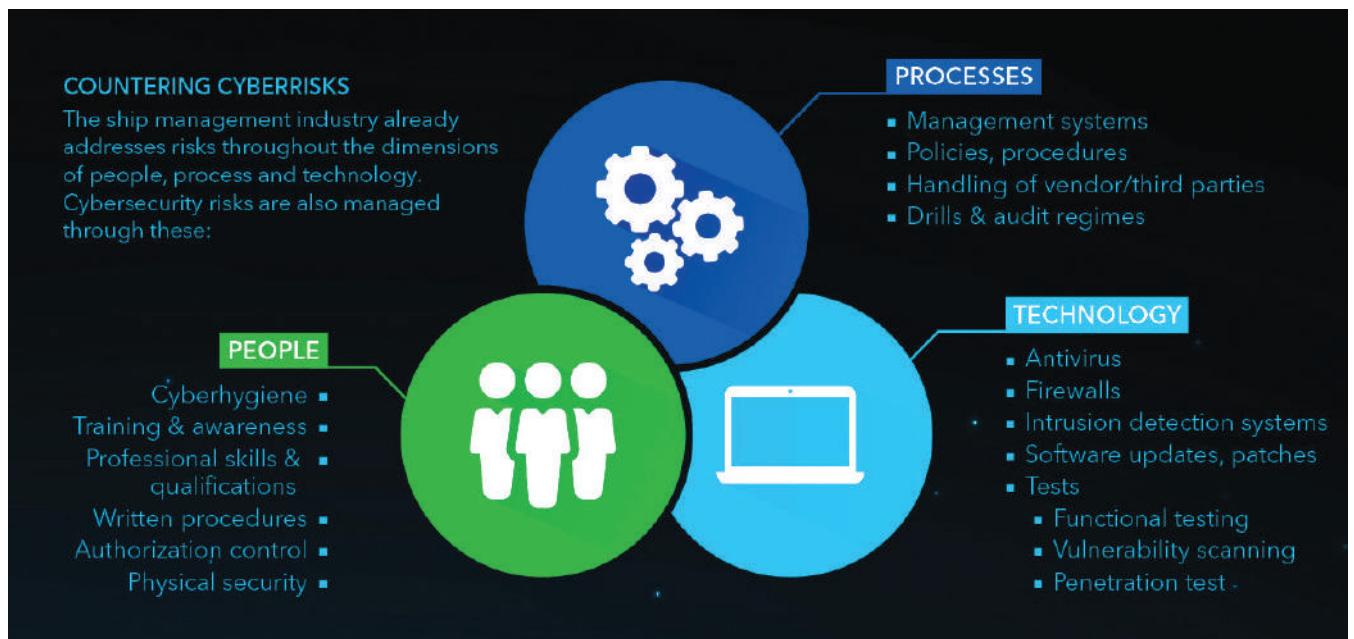 COUNTERING CYBERRISKS
The ship management industry already
addresses risks throughout the dimensions
of people, process and technology.
Cybersecurity risks are also managed
through these:
PROCESSES
▪ Management systems
▪ Policies, procedures
▪ Handling of vendor/third parties
▪ Drills & audit regimes
PEOPLE
Cyberhygiene ▪
Training & awareness ▪
Professional skills & ▪
qualifications
Written procedures ▪
Authorization control ▪
Physical security ▪
TECHNOLOGY
▪ Antivirus
▪ Firewalls
▪ Intrusion detection systems
▪ Software updates, patches
▪ Tests
▪ Functional testing
▪ Vulnerability scanning
▪ Penetration test